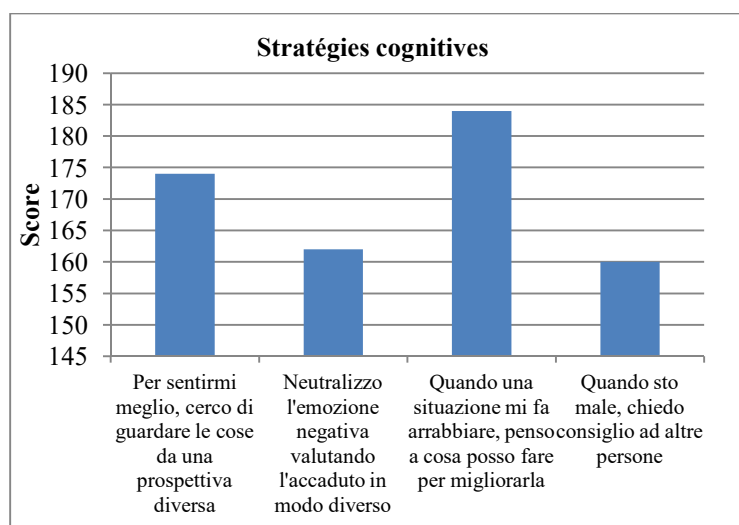 Stratégies cognitives
190
185
180
175
170
165
160
155
150
145
Score
Per sentirmi
meglio, cerco di
guardare le cose
da una
prospettiva
diversa
Neutralizzo
l'emozione
negativa
valutando
l'accaduto in
modo diverso
Quando una
situazione mi fa
arrabbiare, penso
a cosa posso fare
per migliorarla
Quando sto
male, chiedo
consiglio ad altre
persone